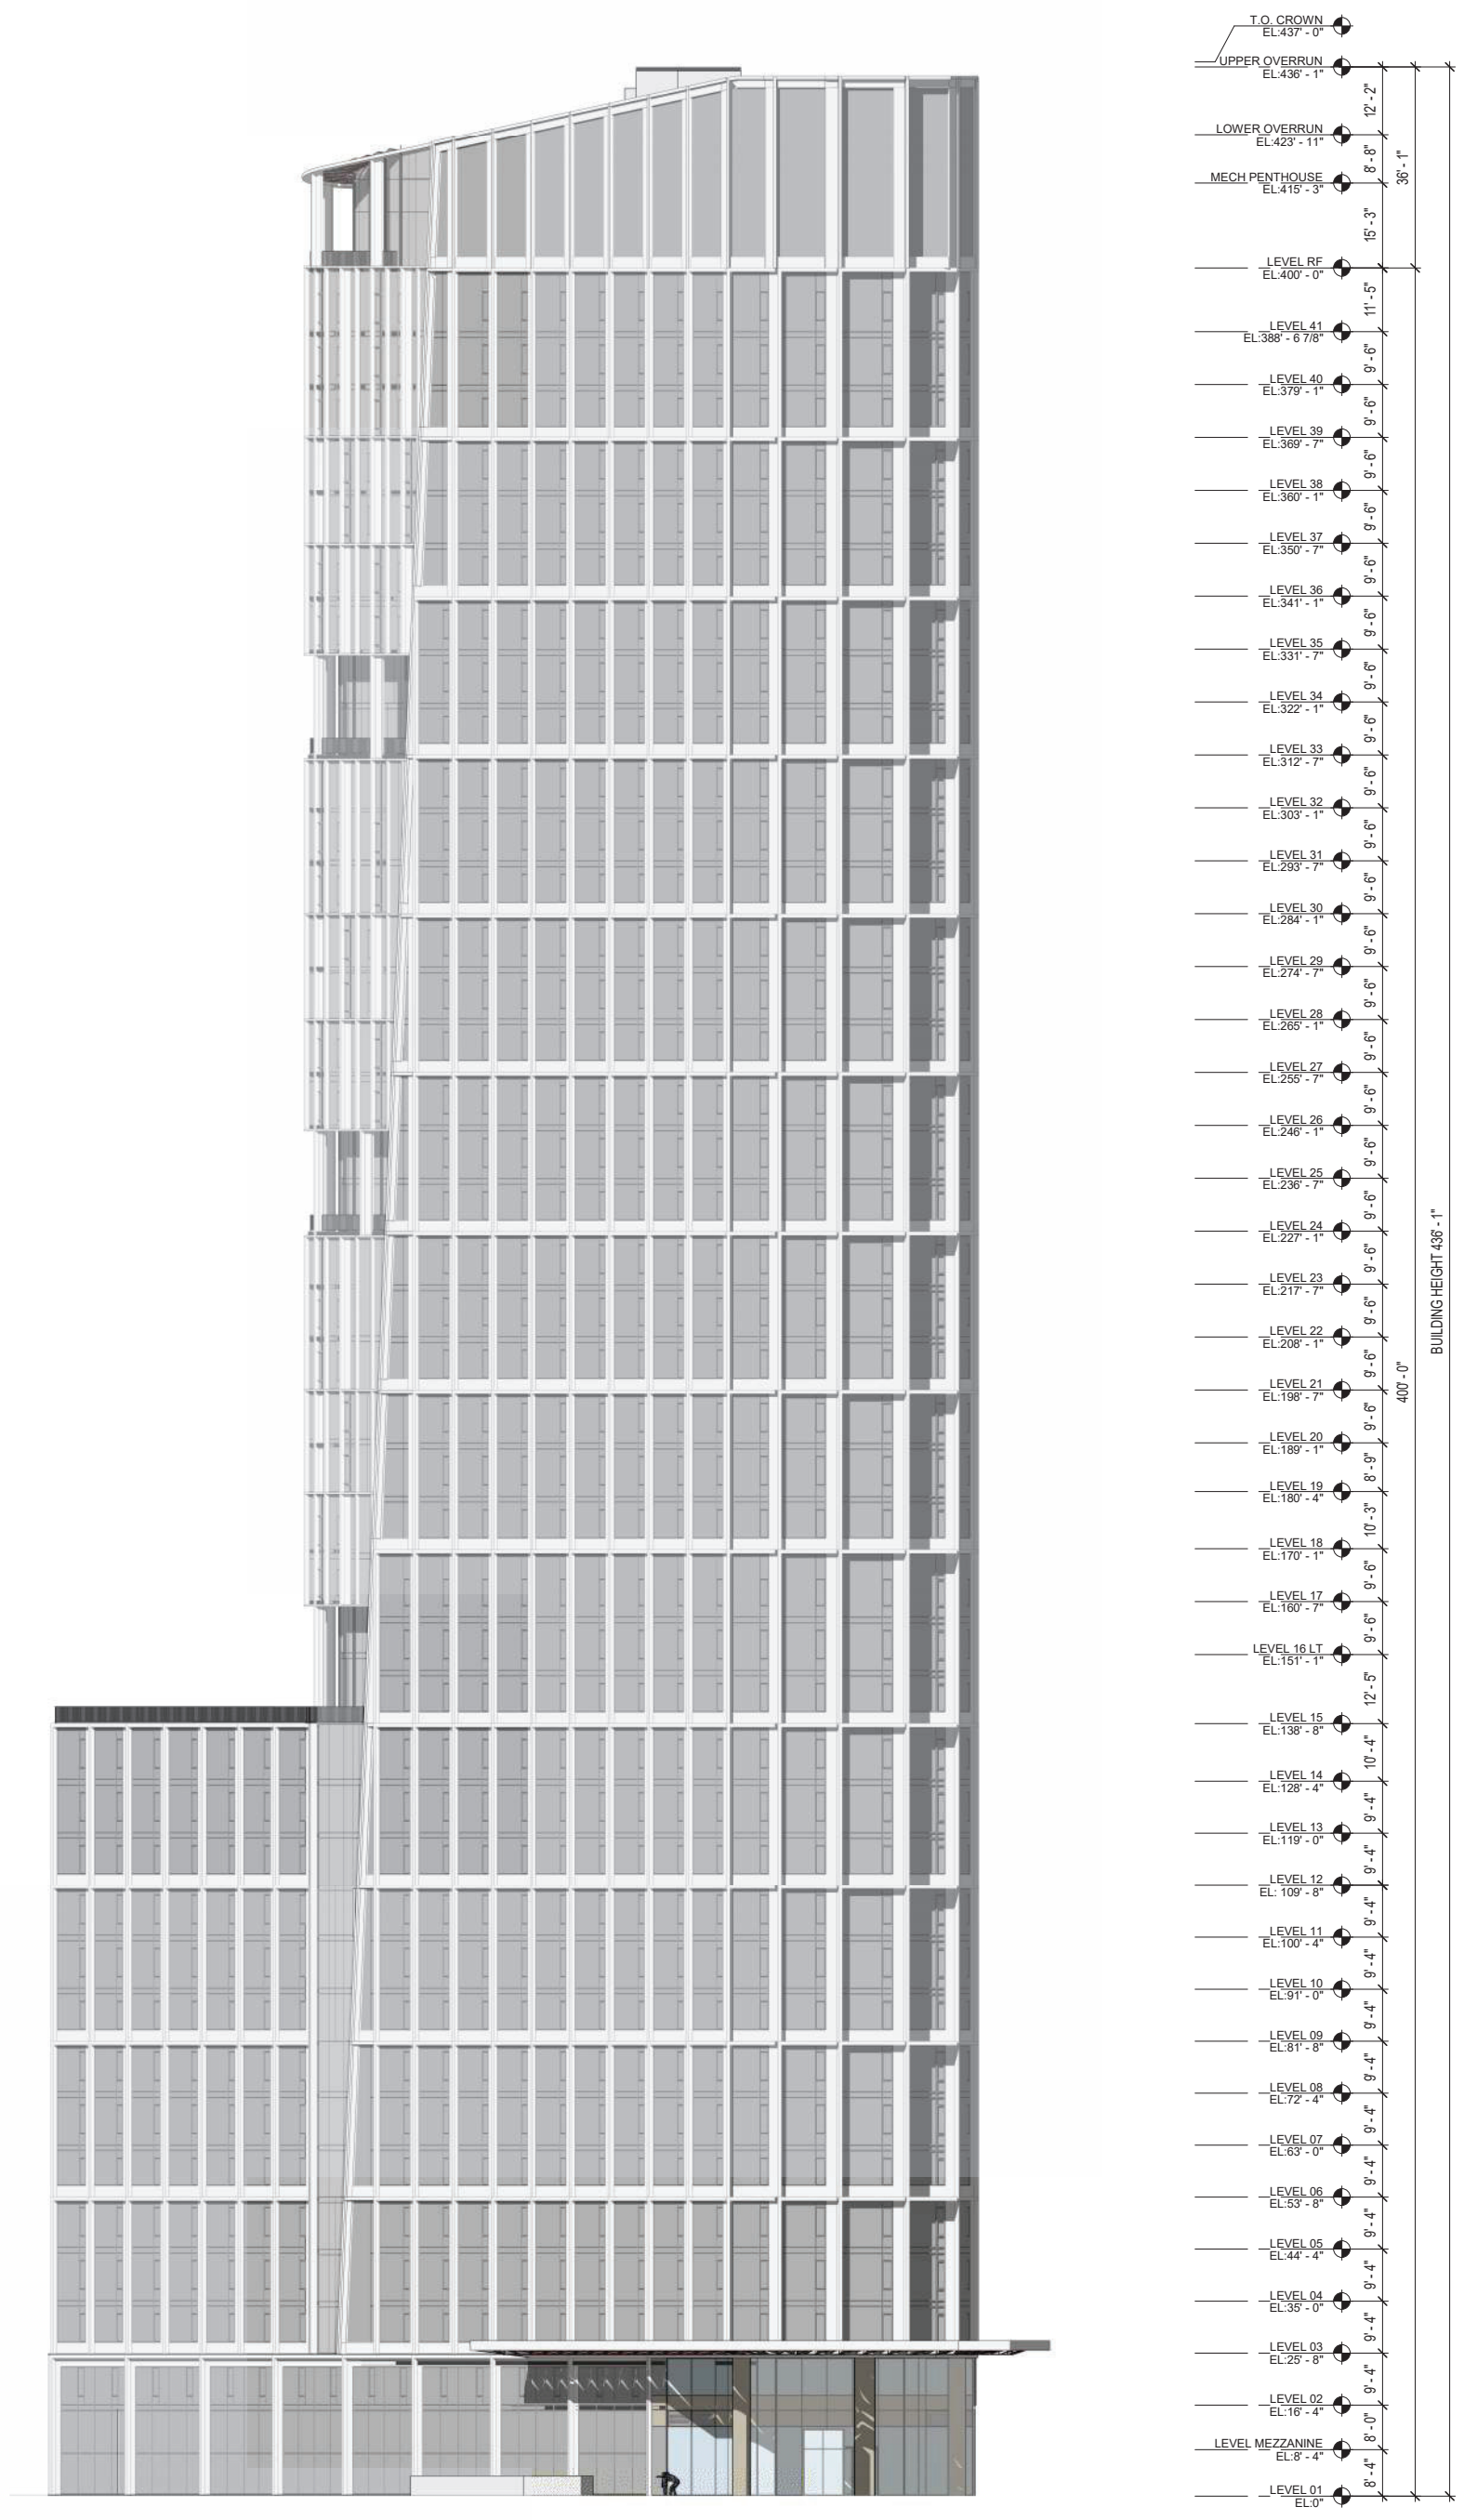 T.O. CROWN
EL:437' - 0"
UPPER OVERRUN
EL:436' - 1"
12' - 2"
LOWER OVERRUN
EL:423' - 11"
8' - 8"
36' - 1"
MECH PENTHOUSE
EL:415' - 3"
15' - 3"
LEVEL RF
EL:400' - 0"
11' - 5"
LEVEL 41
EL:388' - 6 7/8"
9' - 6"
LEVEL 40
EL:379' - 1"
9' - 6"
LEVEL 39
EL:369' - 7"
9' - 6"
LEVEL 38
EL:360' - 1"
9' - 6"
LEVEL 37
EL:350' - 7"
9' - 6"
LEVEL 36
EL:341' - 1"
9' - 6"
LEVEL 35
EL:331' - 7"
9' - 6"
LEVEL 34
EL:322' - 1"
9' - 6"
LEVEL 33
EL:312' - 7"
9' - 6"
LEVEL 32
EL:303' - 1"
9' - 6"
LEVEL 31
EL:293' - 7"
9' - 6"
LEVEL 30
EL:284' - 1"
9' - 6"
LEVEL 29
EL:274' - 7"
9' - 6"
LEVEL 28
EL:265' - 1"
9' - 6"
LEVEL 27
EL:255' - 7"
9' - 6"
LEVEL 26
EL:246' - 1"
9' - 6"
LEVEL 25
EL:236' - 7"
9' - 6"
LEVEL 24
EL:227' - 1"
9' - 6"
BUILDING HEIGHT 436' - 1"
LEVEL 23
EL:217' - 7"
9' - 6"
LEVEL 22
EL:208' - 1"
9' - 6"
400' - 0"
LEVEL 21
EL:198' - 7"
9' - 6"
LEVEL 20
EL:189' - 1"
8' - 9"
LEVEL 19
EL:180' - 4"
10' - 3"
LEVEL 18
EL:170' - 1"
9' - 6"
LEVEL 17
EL:160' - 7"
9' - 6"
LEVEL 16 LT
EL:151' - 1"
12' - 5"
LEVEL 15
EL:138' - 8"
10' - 4"
LEVEL 14
EL:128' - 4"
9' - 4"
LEVEL 13
EL:119' - 0"
9' - 4"
LEVEL 12
EL: 109' - 8"
9' - 4"
LEVEL 11
EL:100' - 4"
9' - 4"
LEVEL 10
EL:91' - 0"
9' - 4"
LEVEL 09
EL:81' - 8"
9' - 4"
LEVEL 08
EL:72' - 4"
9' - 4"
LEVEL 07
EL:63' - 0"
9' - 4"
LEVEL 06
EL:53' - 8"
9' - 4"
LEVEL 05
EL:44' - 4"
9' - 4"
LEVEL 04
EL:35' - 0"
9' - 4"
LEVEL 03
EL:25' - 8"
9' - 4"
LEVEL 02
EL:16' - 4"
8' - 0"
LEVEL MEZZANINE
EL:8' - 4"
8' - 4"
LEVEL 01
EL:0"